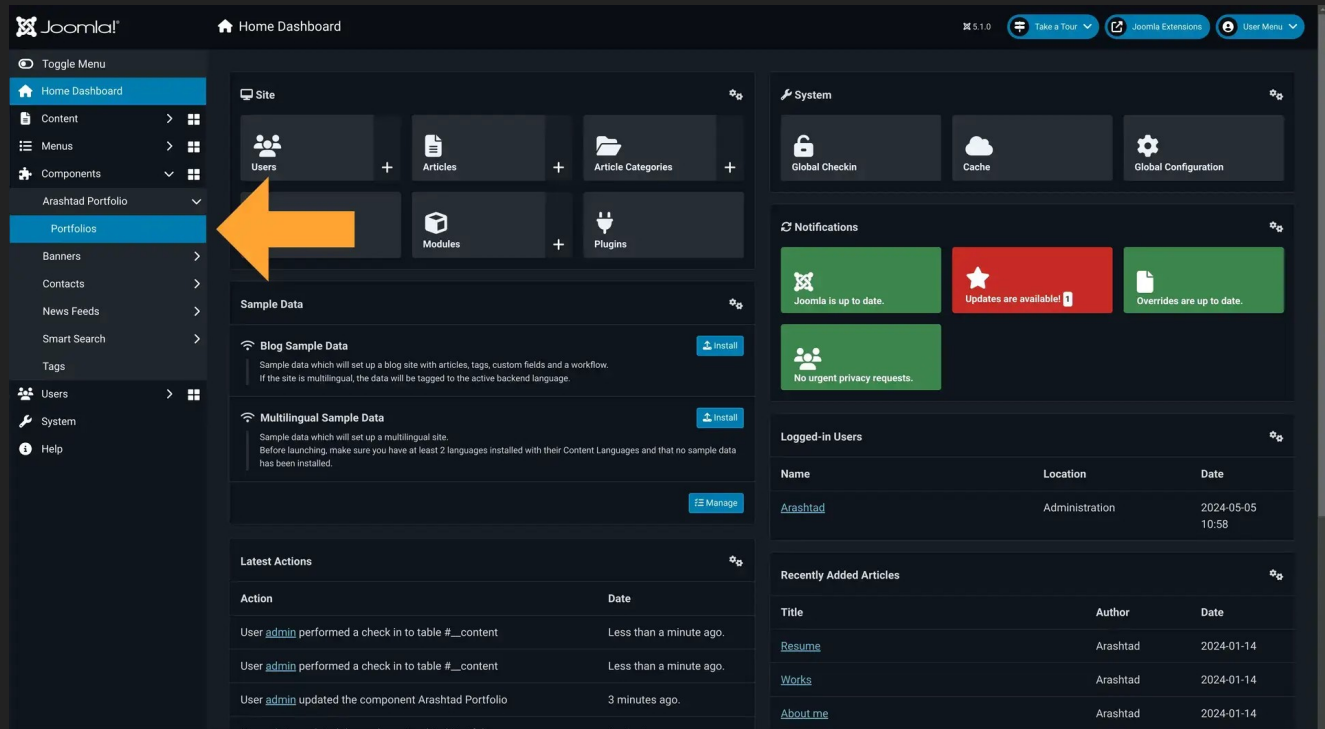 Joomla!®
Home Dashboard
5.1.0
Take a Tour
Joomla Extensions
User Menu
Toggle Menu
Home Dashboard
Content
Menus
Components
Arashtad Portfolio
Portfolios
Banners
Contacts
News Feeds
Smart Search
Tags
Users
System
Help
Site
Users
Articles
Article Categories
Modules
Plugins
Sample Data
Blog Sample Data
Install
Sample data which will set up a blog site with articles, tags, custom fields and a workflow.
If the site is multilingual, the data will be tagged to the active backend language.
Multilingual Sample Data
Install
Sample data which will set up a multilingual site.
Before launching, make sure you have at least 2 languages installed with their Content Languages and that no sample data
has been installed.
Manage
Latest Actions
Action Date
User admin performed a check in to table #__content Less than a minute ago.
User admin performed a check in to table #__content Less than a minute ago.
User admin updated the component Arashtad Portfolio 3 minutes ago.
System
Global Checkin
Cache
Global Configuration
Notifications
Joomla is up to date.
Updates are available! 1
Overrides are up to date.
No urgent privacy requests.
Logged-in Users
Name Location Date
Arashtad Administration 2024-05-05
10:58
Recently Added Articles
Title Author Date
Resume Arashtad 2024-01-14
Works Arashtad 2024-01-14
About me Arashtad 2024-01-14